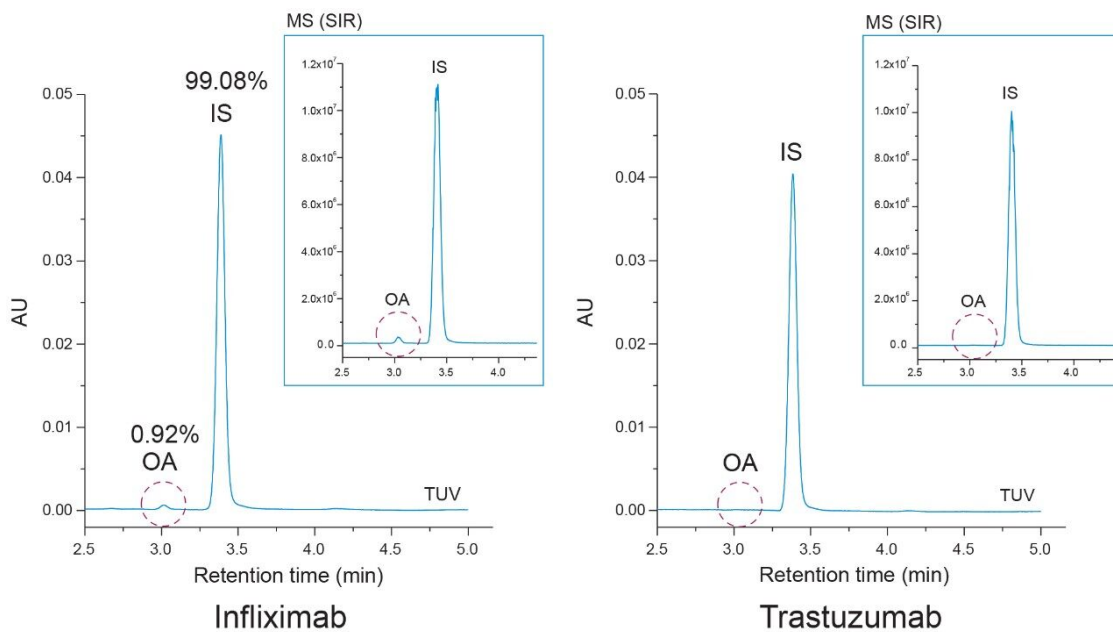 MS (SIR)
99.08%
IS
0.05
0.04
0.03
0.02
0.01
0.00
AU
0.92%
OA
TUV
2.5 3.0 3.5 4.0 4.5 5.0
Retention time (min)
Infliximab
1.2x10⁷
1.0x10⁷
8.0x10⁶
6.0x10⁶
4.0x10⁶
2.0x10⁶
0.0
IS
OA
2.5 3.0 3.5 4.0
MS (SIR)
IS
0.05
0.04
0.03
0.02
0.01
0.00
AU
OA
TUV
2.5 3.0 3.5 4.0 4.5 5.0
Retention time (min)
Trastuzumab
1.2x10⁷
1.0x10⁷
8.0x10⁶
6.0x10⁶
4.0x10⁶
2.0x10⁶
0.0
IS
OA
2.5 3.0 3.5 4.0